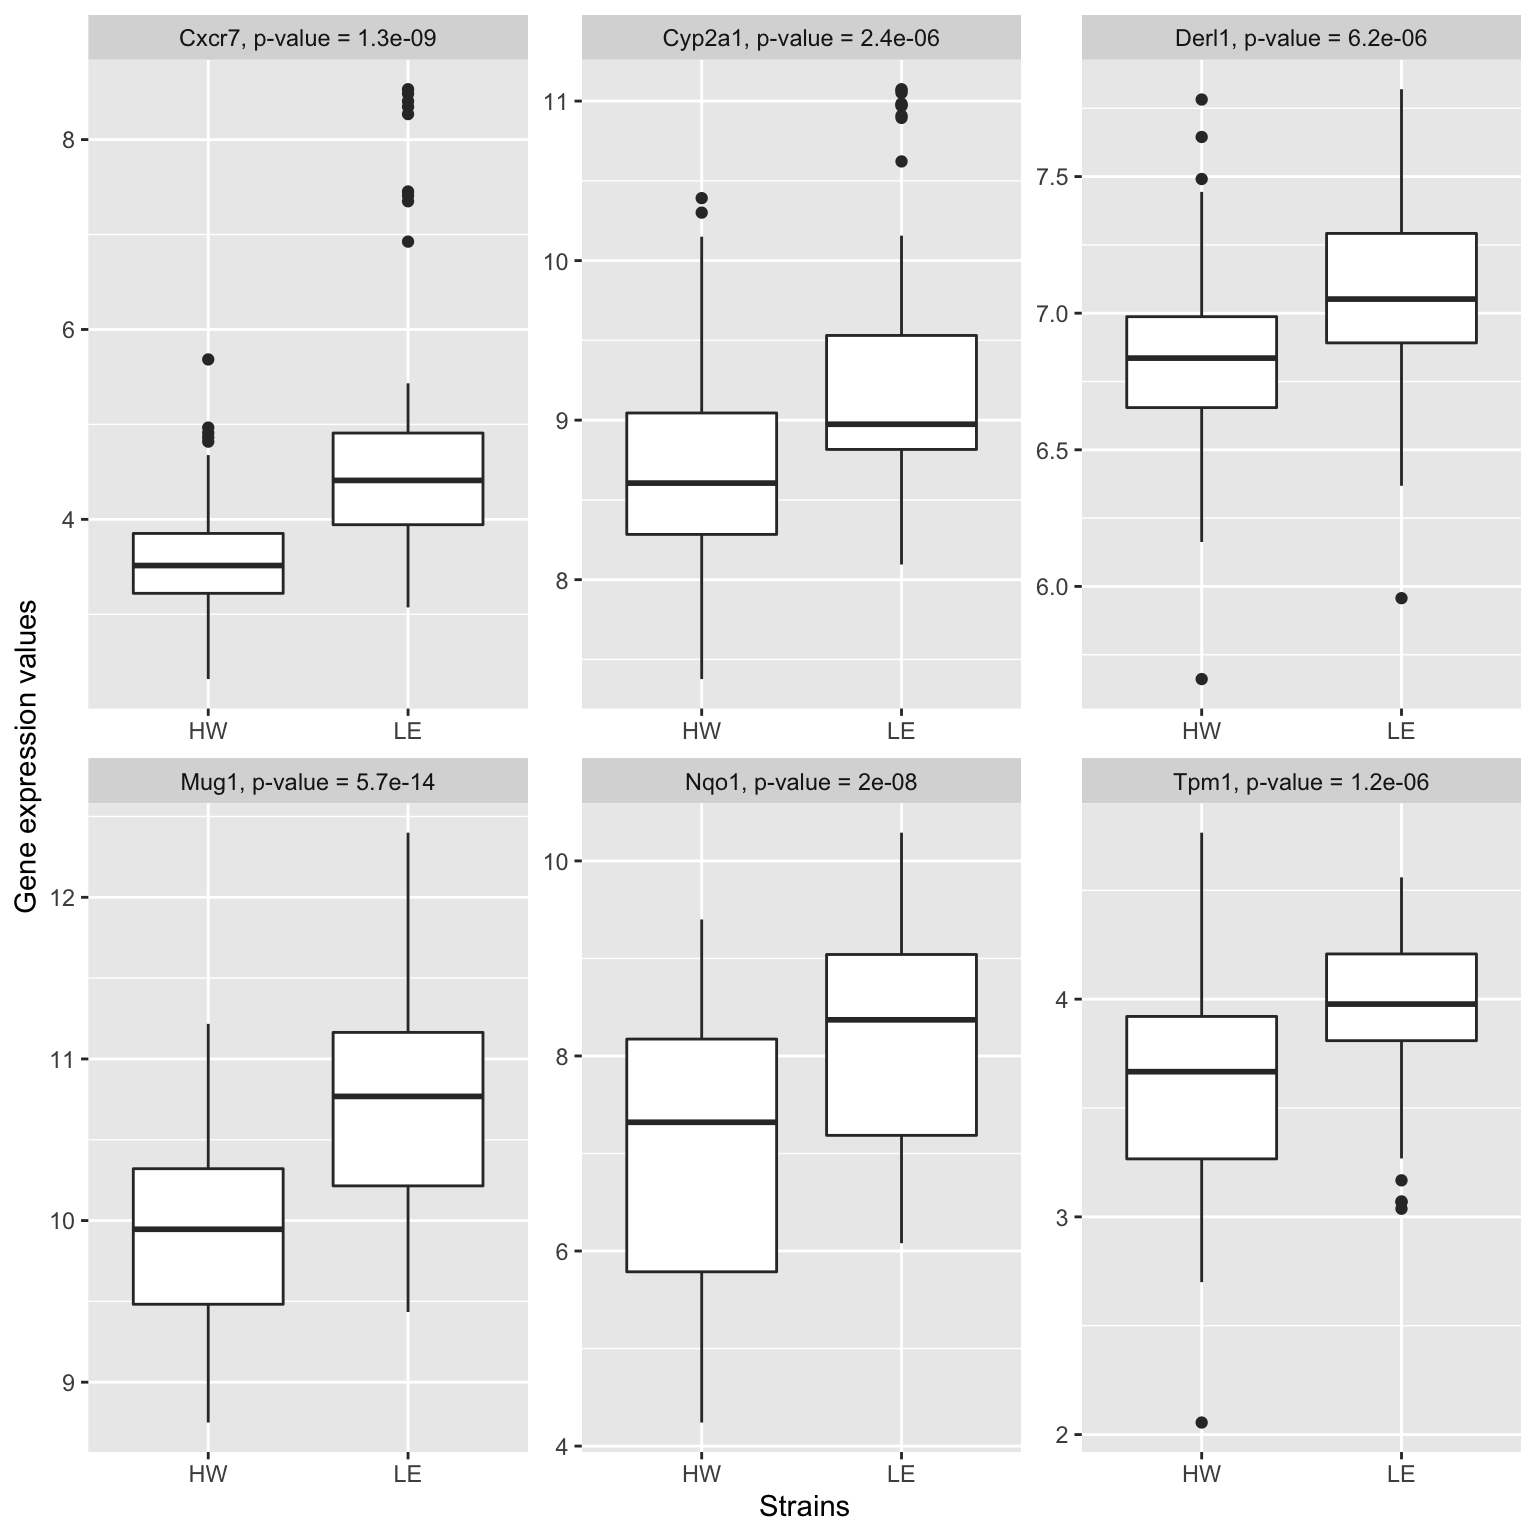 Cxcr7, p-value = 1.3e-09
Cyp2a1, p-value = 2.4e-06
Derl1, p-value = 6.2e-06
8
6
4
11
10
9
8
7.5
7.0
6.5
6.0
HW
LE
HW
LE
HW
LE
Gene expression values
Mug1, p-value = 5.7e-14
Nqo1, p-value = 2e-08
Tpm1, p-value = 1.2e-06
12
11
10
9
10
8
6
4
4
3
2
HW
LE
HW
LE
HW
LE
Strains